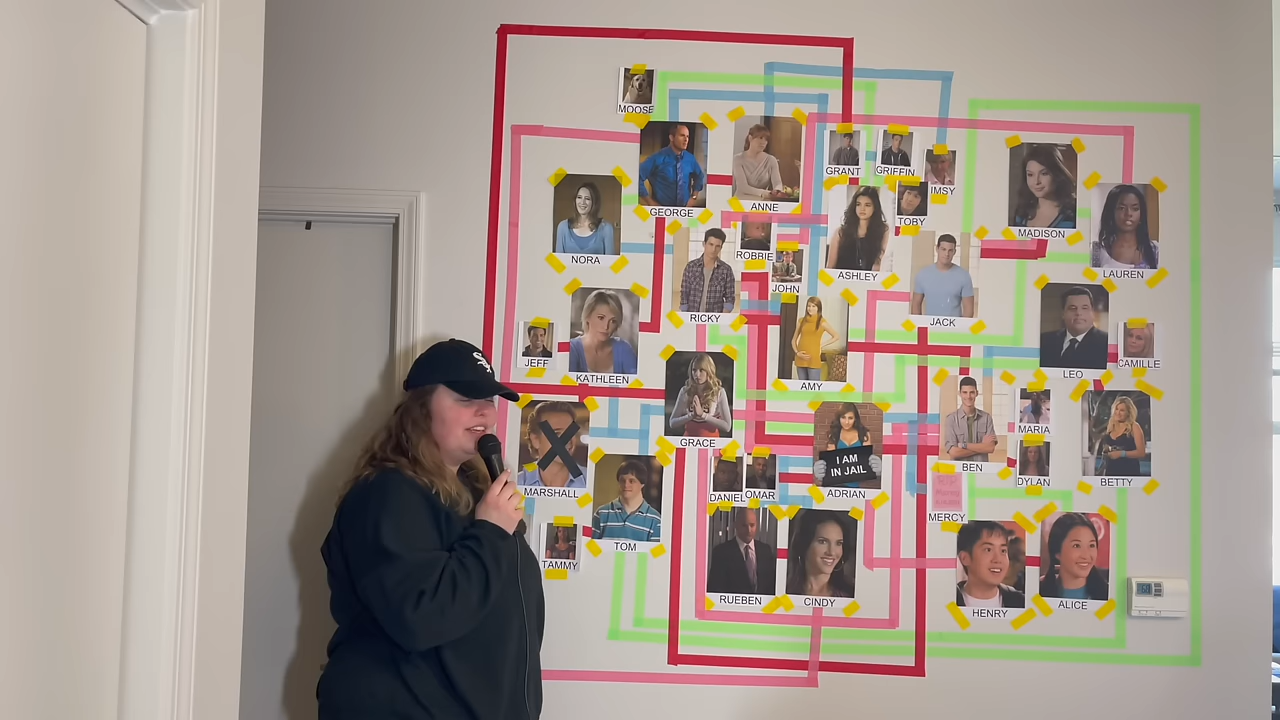 MOOSE
GEORGE
ANNE
GRANT
GRIFFIN
IMSY
TOBY
MADISON
LAUREN
NORA
RICKY
ROBBIE
JOHN
ASHLEY
JACK
JEFF
KATHLEEN
GRACE
AMY
LEO
CAMILLE
MARSHALL
TOM
TAMMY
DANIEL
OMAR
I AM
IN JAIL
ADRIAN
BEN
MARIA
DYLAN
BETTY
MERCY
RUEBEN
CINDY
HENRY
ALICE